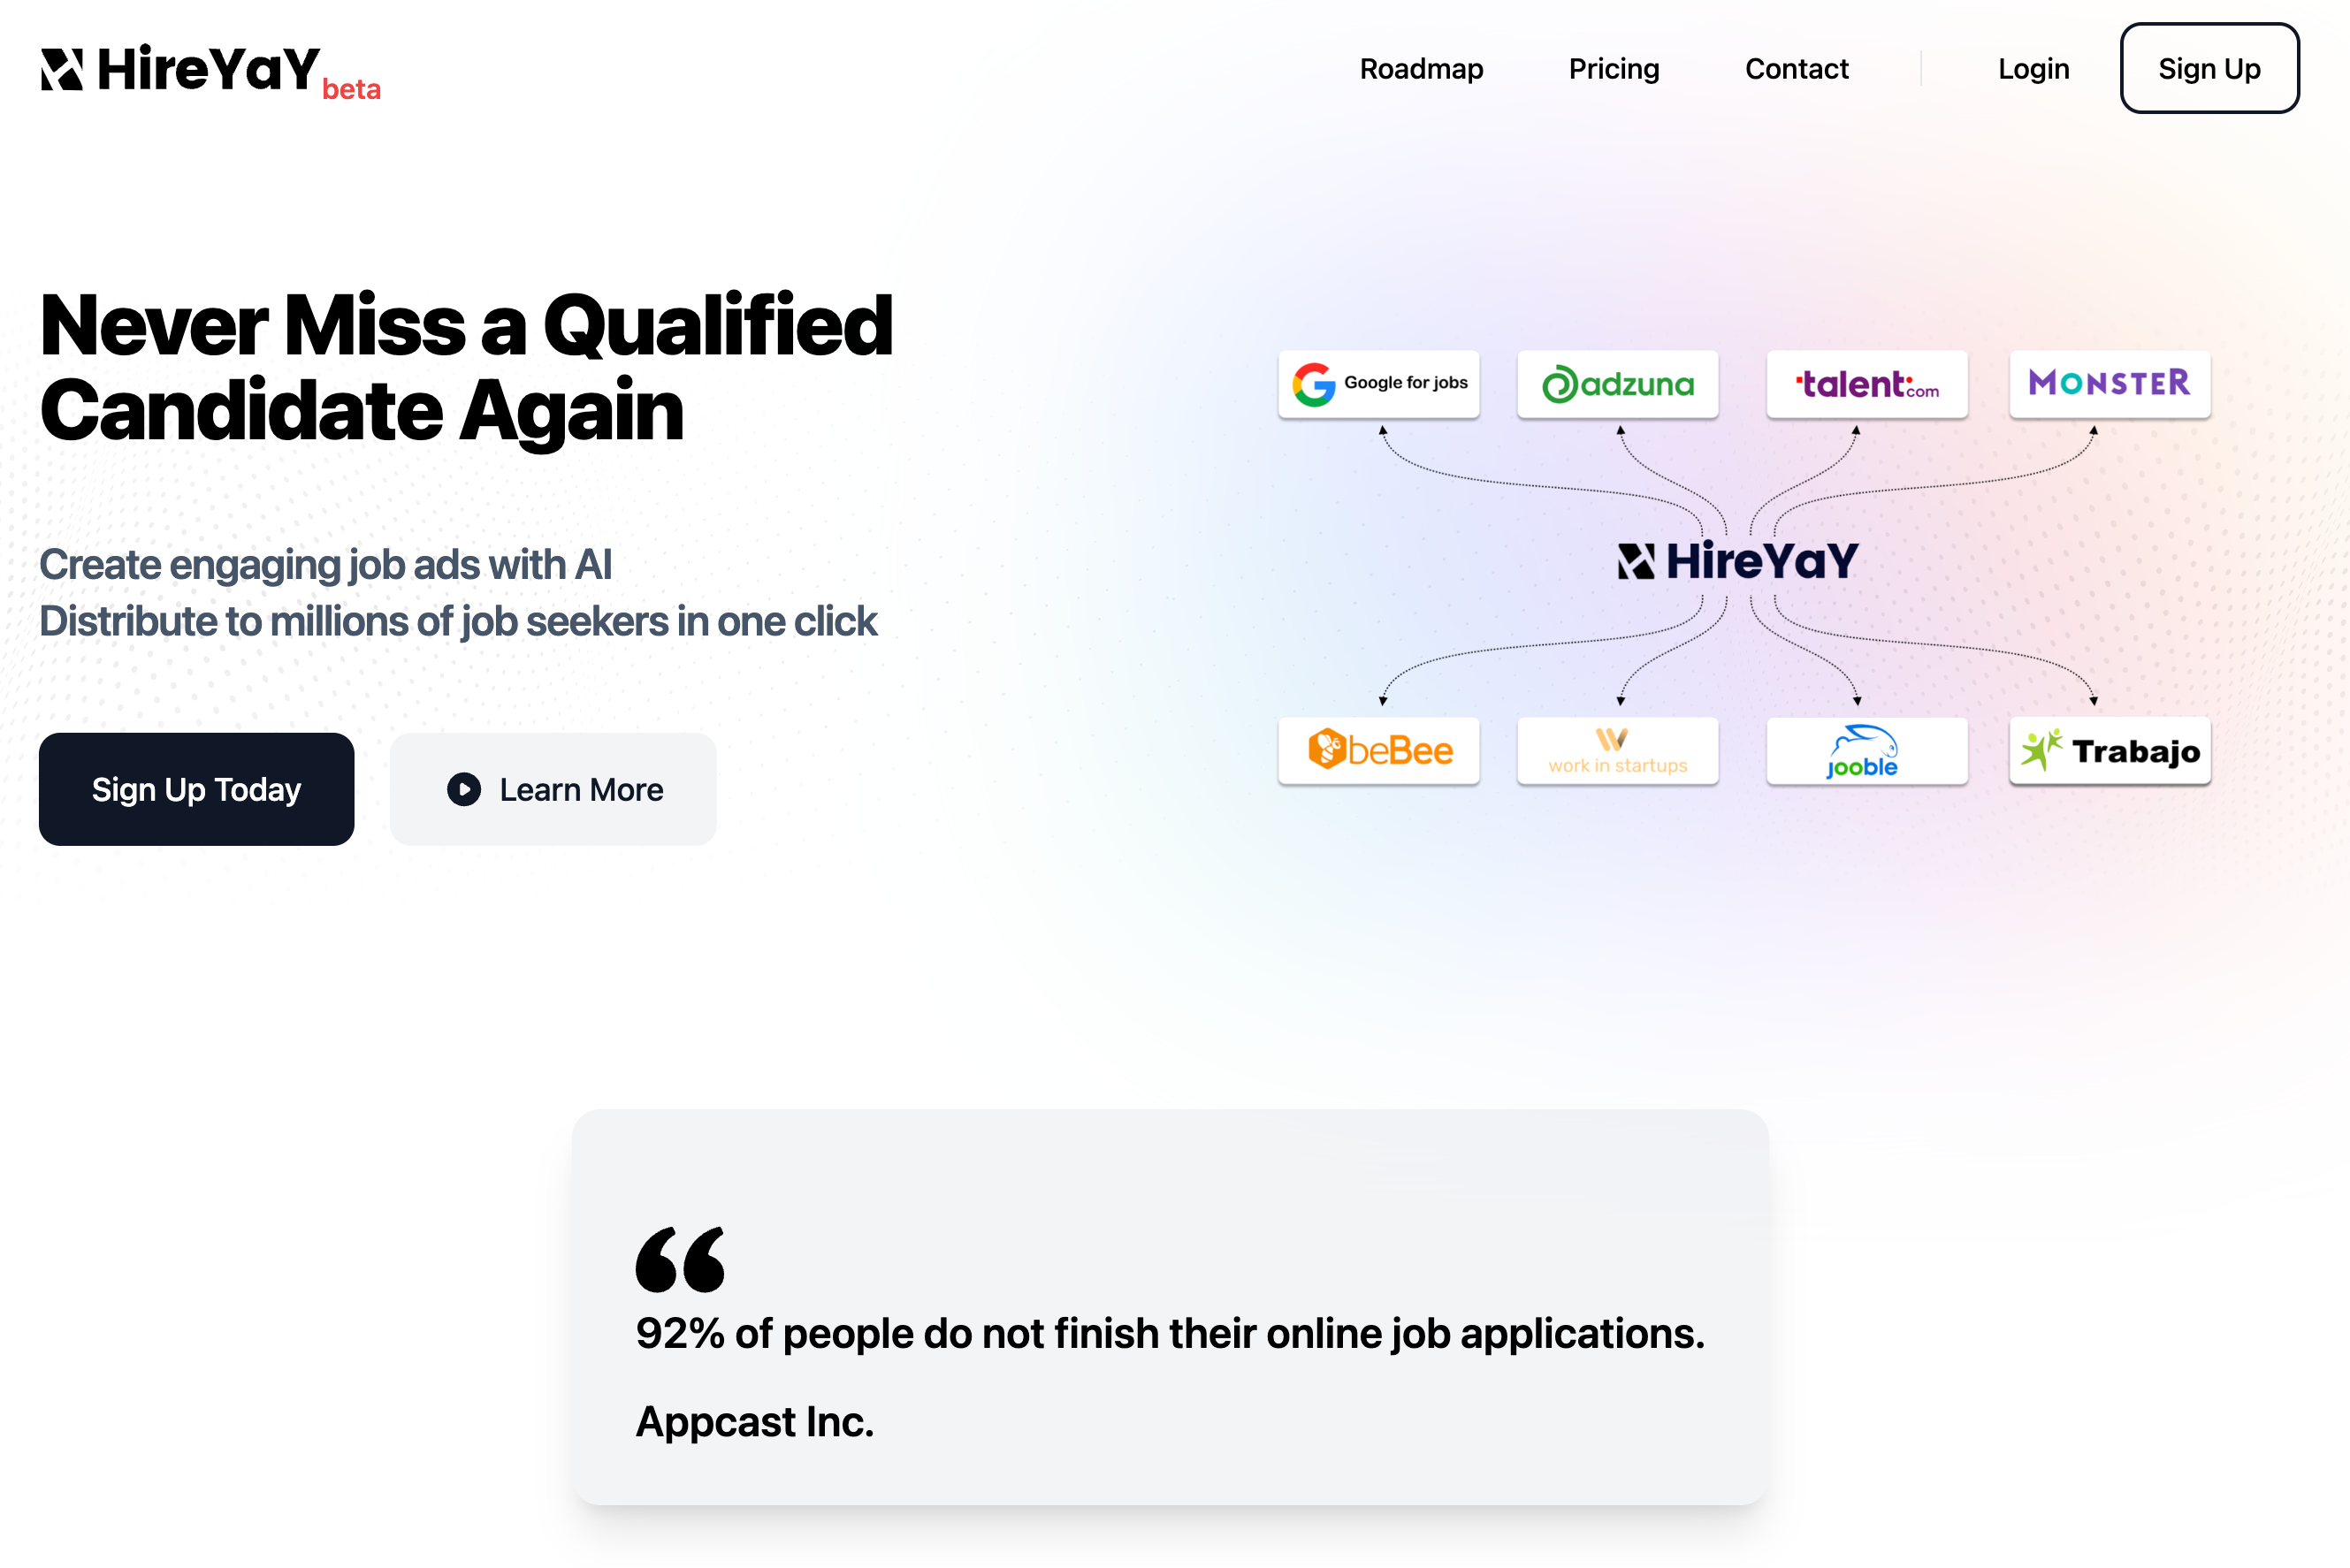 HireYaY beta
Roadmap
Pricing
Contact
Login
Sign Up
Never Miss a Qualified
Candidate Again
Create engaging job ads with AI
Distribute to millions of job seekers in one click
Sign Up Today
Learn More
Google for jobs
adzuna
talent.com
MONSTER
HireYaY
beBee
work in startups
jooble
Trabajo
“
92% of people do not finish their online job applications.
Appcast Inc.